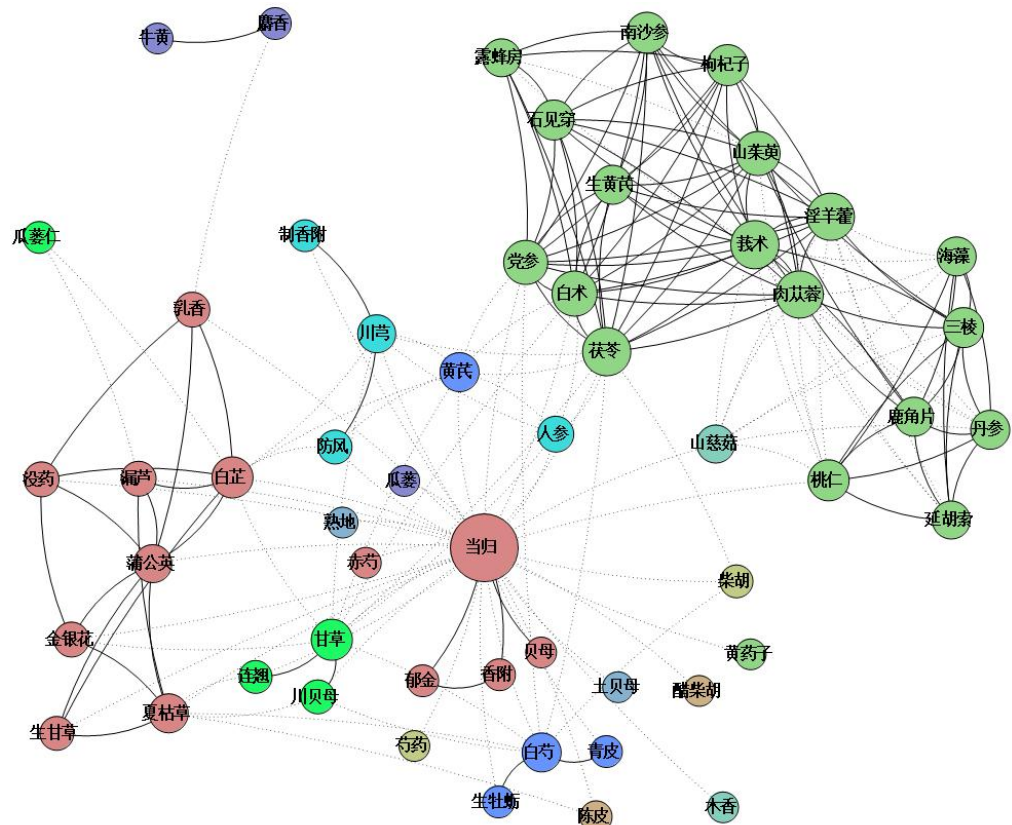 麝香
牛黄
南沙参
露蜂房
枸杞子
石见穿
山茱萸
生黄芪
淫羊藿
瓜蒌仁
制香附
莪术
海藻
党参
白术
肉苁蓉
乳香
川芎
三棱
茯苓
黄芪
鹿角片
丹参
防风
人参
山慈菇
没药
漏芦
白芷
瓜蒌
桃仁
熟地
延胡索
当归
蒲公英
赤芍
柴胡
金银花
甘草
贝母
黄药子
连翘
川贝母
郁金
香附
土贝母
醋柴胡
生甘草
夏枯草
芍药
白芍
青皮
生牡蛎
陈皮
木香